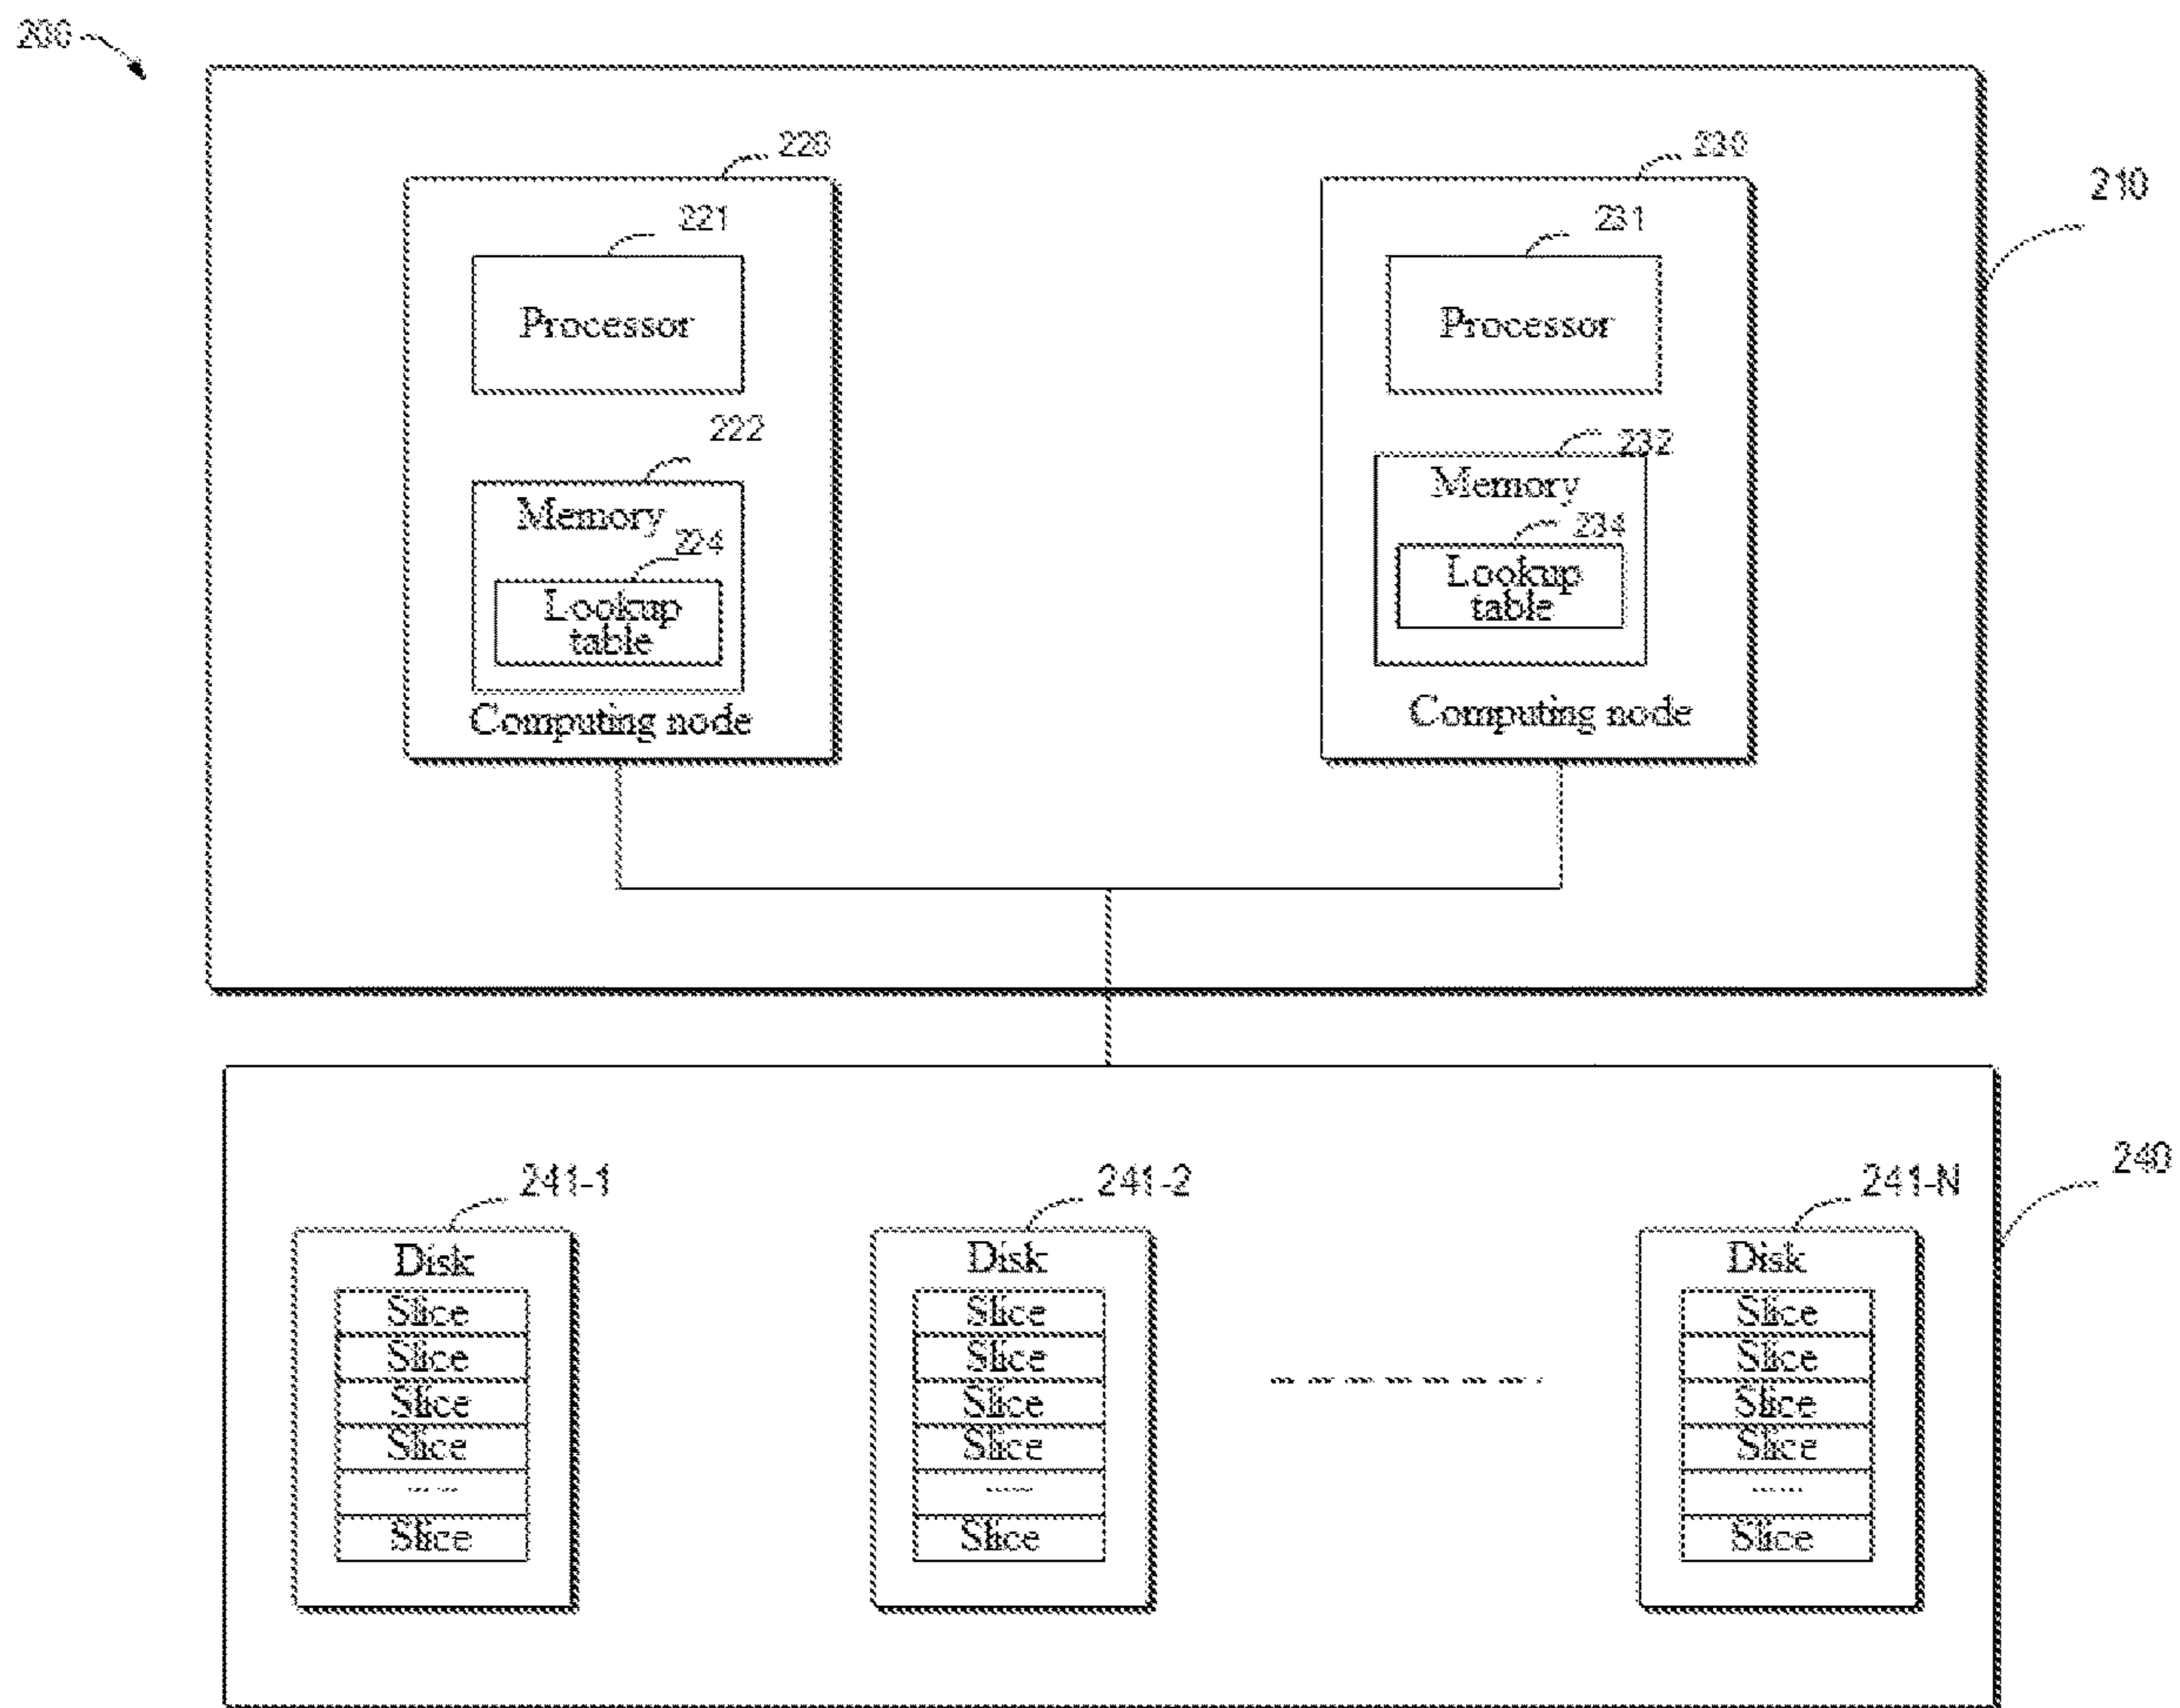 200
220
230
210
221
231
Processor
Processor
222
232
Memory
Memory
224
234
Lookup
table
Lookup
table
Computing node
Computing node
240
241-1
241-2
241-N
Disk
Slice
Slice
Slice
Slice
......
Slice
Disk
Slice
Slice
Slice
Slice
......
Slice
Disk
Slice
Slice
Slice
Slice
......
Slice